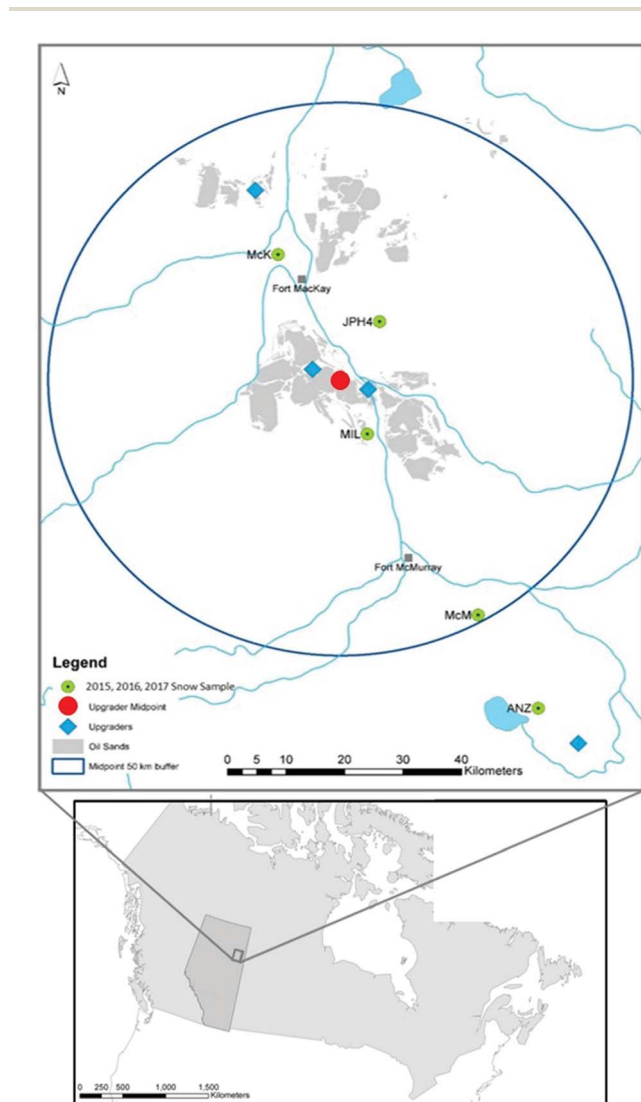 N
McK
Fort MacKay
JPH4
MIL
Fort McMurray
McM
ANZ
Legend
2015, 2016, 2017 Snow Sample
Upgrader Midpoint
Upgraders
Oil Sands
Midpoint 50 km buffer
0 5 10 20 30 40
Kilometers
0 250 500 1,000 1,500
Kilometers